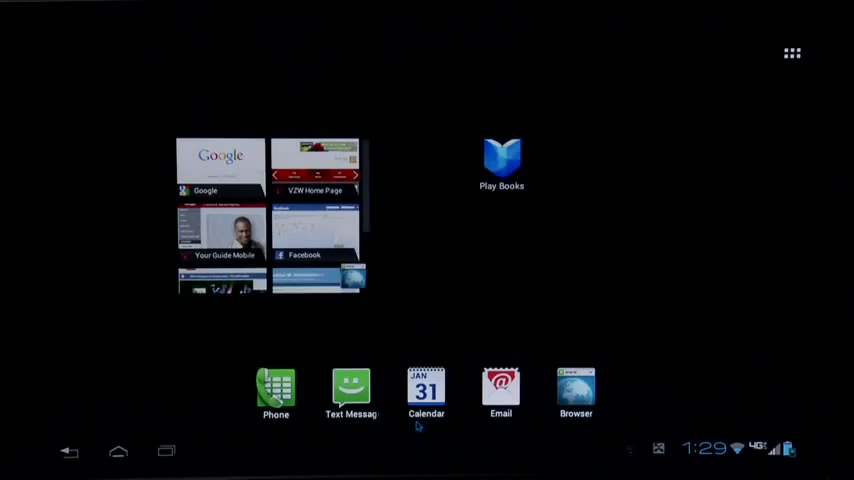 Play Books
Google
Google
VZW Home Page
Your Guide Mobile
Facebook
Phone
Text Messag
JAN
31
Calendar
Email
Browser
1:29
4G